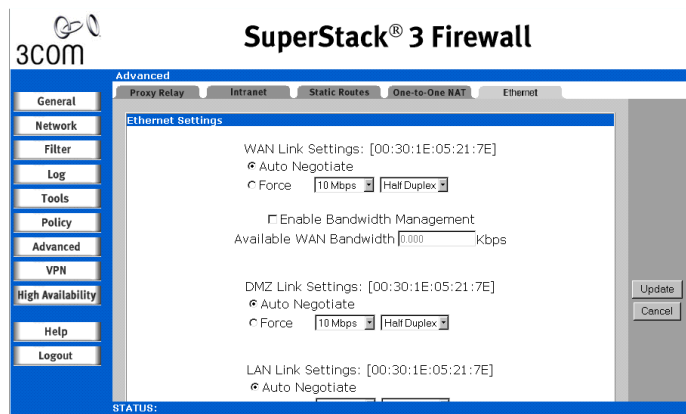 3COM
SuperStack® 3 Firewall
Advanced
Proxy Relay Intranet Static Routes One-to-One NAT Ethernet
General
Network
Filter
Log
Tools
Policy
Advanced
VPN
High Availability
Help
Logout
Ethernet Settings
WAN Link Settings: [00:30:1E:05:21:7E]
Auto Negotiate
Force 10 Mbps Half Duplex
Enable Bandwidth Management
Available WAN Bandwidth 0.000 Kbps
DMZ Link Settings: [00:30:1E:05:21:7E]
Auto Negotiate
Force 10 Mbps Half Duplex
LAN Link Settings: [00:30:1E:05:21:7E]
Auto Negotiate
Update
Cancel
STATUS: